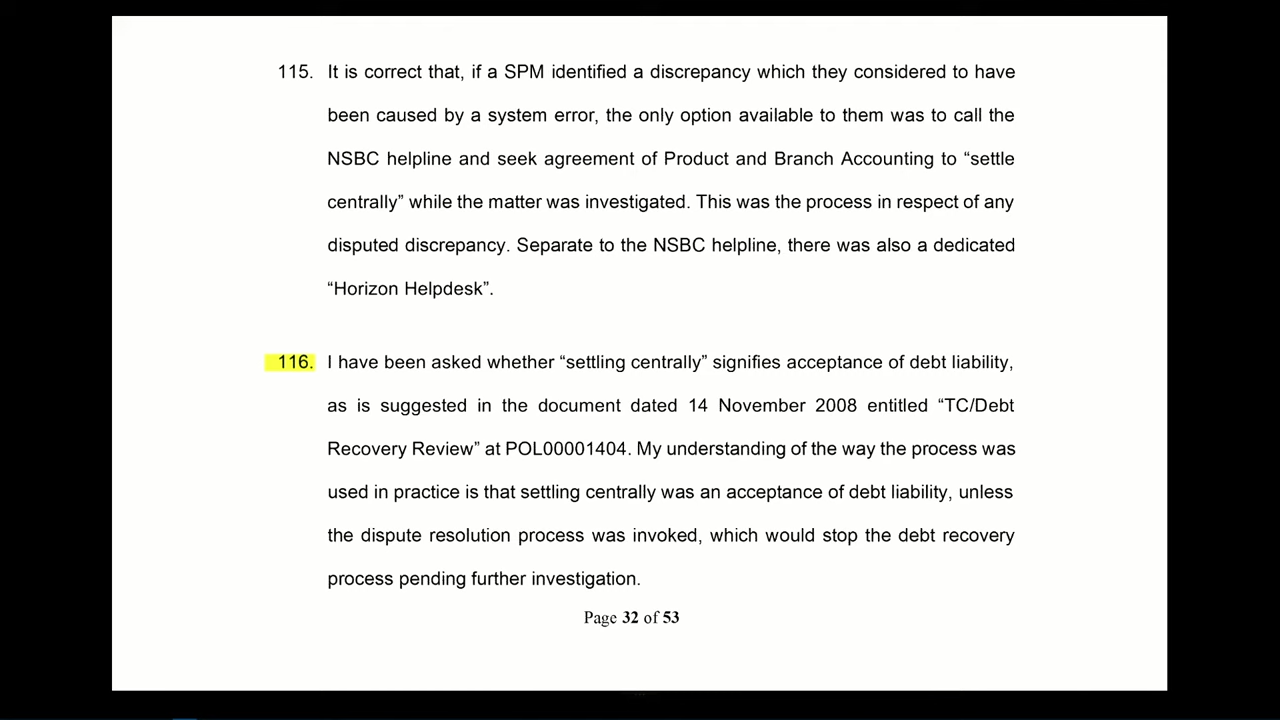 115. It is correct that, if a SPM identified a discrepancy which they considered to have
been caused by a system error, the only option available to them was to call the
NSBC helpline and seek agreement of Product and Branch Accounting to “settle
centrally” while the matter was investigated. This was the process in respect of any
disputed discrepancy. Separate to the NSBC helpline, there was also a dedicated
“Horizon Helpdesk”.
116. I have been asked whether “settling centrally” signifies acceptance of debt liability,
as is suggested in the document dated 14 November 2008 entitled “TC/Debt
Recovery Review” at POL00001404. My understanding of the way the process was
used in practice is that settling centrally was an acceptance of debt liability, unless
the dispute resolution process was invoked, which would stop the debt recovery
process pending further investigation.
Page 32 of 53